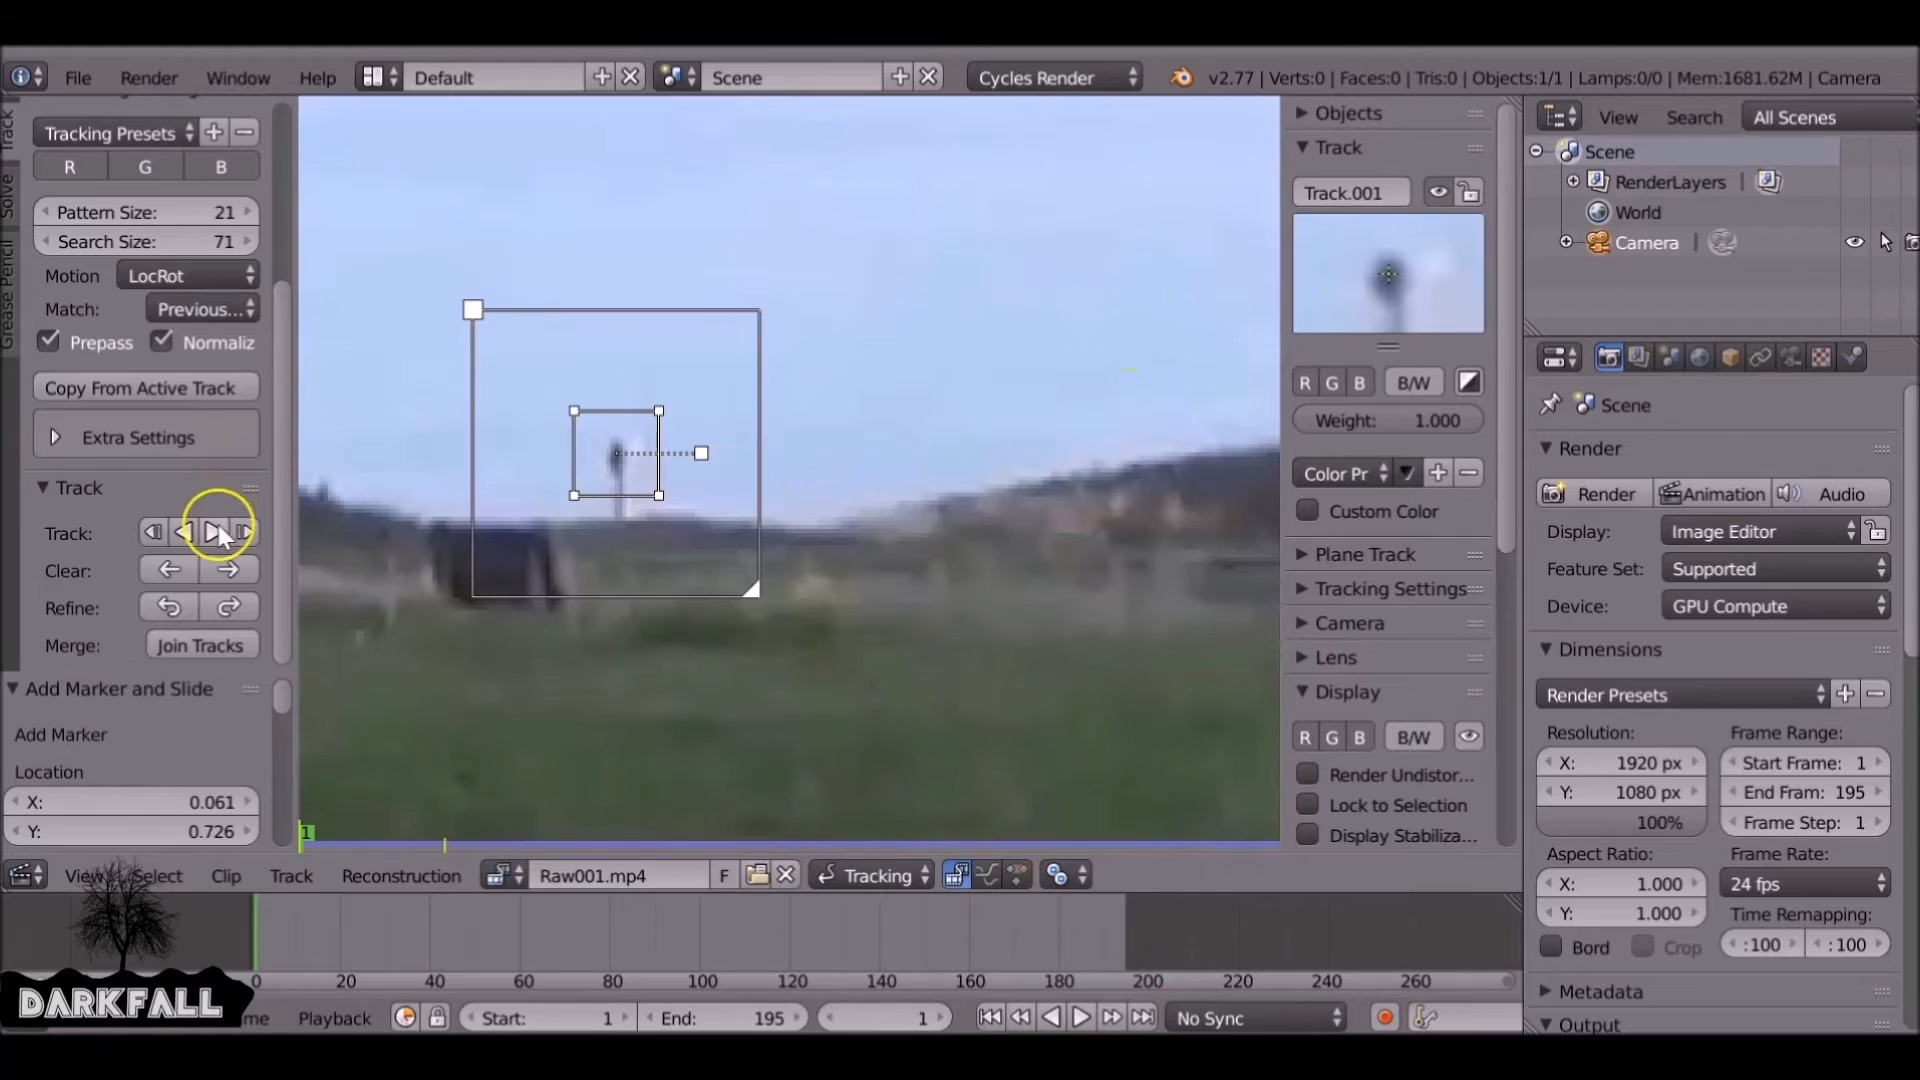 File Render Window Help Default Scene Cycles Render v2.77 | Verts:0 | Faces:0 | Tris:0 | Objects:1/1 | Lamps:0/0 | Mem:1681.62M | Camera
Track
Solve
Grease Pencil
Tracking Presets
R G B
Pattern Size: 21
Search Size: 71
Motion LocRot
Match: Previous...
Prepass Normaliz
Copy From Active Track
Extra Settings
Track
Track:
Clear:
Refine:
Merge: Join Tracks
Add Marker and Slide
Add Marker
Location
X: 0.061
Y: 0.726
1
Objects
Track
Track.001
R G B B/W
Weight: 1.000
Color Pr
Custom Color
Plane Track
Tracking Settings
Camera
Lens
Display
R G B B/W
Render Undistor...
Lock to Selection
Display Stabiliza...
View Search All Scenes
Scene
RenderLayers
World
Camera
Scene
Render
Render Animation Audio
Display: Image Editor
Feature Set: Supported
Device: GPU Compute
Dimensions
Render Presets
Resolution: Frame Range:
X: 1920 px Start Frame: 1
Y: 1080 px End Fram: 195
100% Frame Step: 1
Aspect Ratio: Frame Rate:
X: 1.000 24 fps
Y: 1.000 Time Remapping:
Bord Crop :100 :100
Metadata
Output
View Select Clip Track Reconstruction Raw001.mp4 F Tracking
0 20 40 60 80 100 120 140 160 180 200 220 240 260
Playback Start: 1 End: 195 1 No Sync
DARKFALL